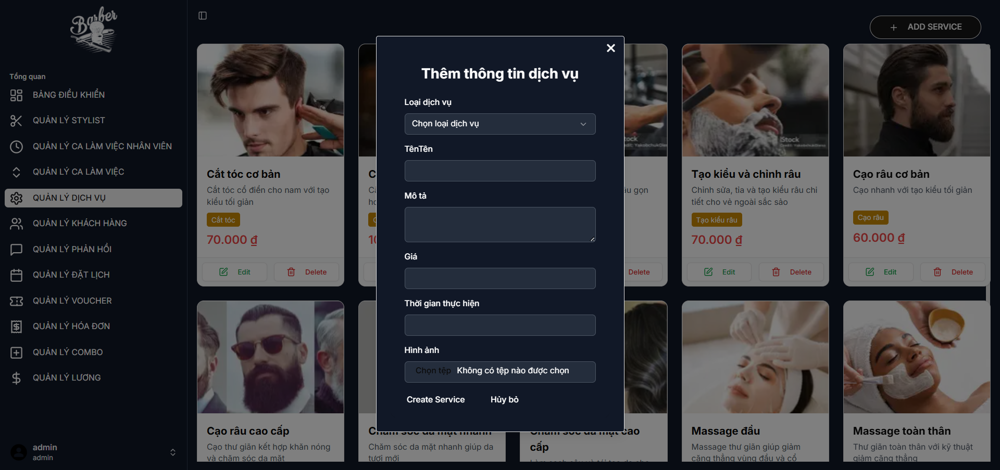 Barber
ADD SERVICE
Tổng quan
BẢNG ĐIỀU KHIỂN
QUẢN LÝ STYLIST
QUẢN LÝ CA LÀM VIỆC NHÂN VIÊN
QUẢN LÝ CA LÀM VIỆC
QUẢN LÝ DỊCH VỤ
QUẢN LÝ KHÁCH HÀNG
QUẢN LÝ PHẢN HỒI
QUẢN LÝ ĐẶT LỊCH
QUẢN LÝ VOUCHER
QUẢN LÝ HÓA ĐƠN
QUẢN LÝ COMBO
QUẢN LÝ LƯƠNG
admin
admin
Thêm thông tin dịch vụ
Loại dịch vụ
Chọn loại dịch vụ
TênTên
Mô tả
Giá
Thời gian thực hiện
Hình ảnh
Chọn tệp Không có tệp nào được chọn
Create Service Hủy bỏ
Cắt tóc cơ bản
Cắt tóc cổ điển cho nam với tạo
kiểu tối giản
Cắt tóc
70.000 ₫
Edit Delete
gọn
Delete
iStock
Tạo kiểu và chỉnh râu
Chỉnh sửa, tỉa và tạo kiểu râu chi
tiết cho vẻ ngoài sắc sảo
Tạo kiểu râu
70.000 ₫
Edit Delete
Cạo râu cơ bản
Cạo nhanh với tạo kiểu tối giản
Cạo râu
60.000 ₫
Edit Delete
Cạo râu cao cấp
Cạo thư giãn kết hợp khăn nóng
và chăm sóc da mặt
Chăm sóc da mặt nhanh
Chăm sóc da mặt nhanh giúp da
tươi mới
Chăm sóc da mặt cao
cấp
Massage đầu
Massage thư giãn giúp giảm
căng thẳng vùng đầu và cổ
Massage toàn thân
Thư giãn toàn thân với kỹ thuật
giảm căng thẳng